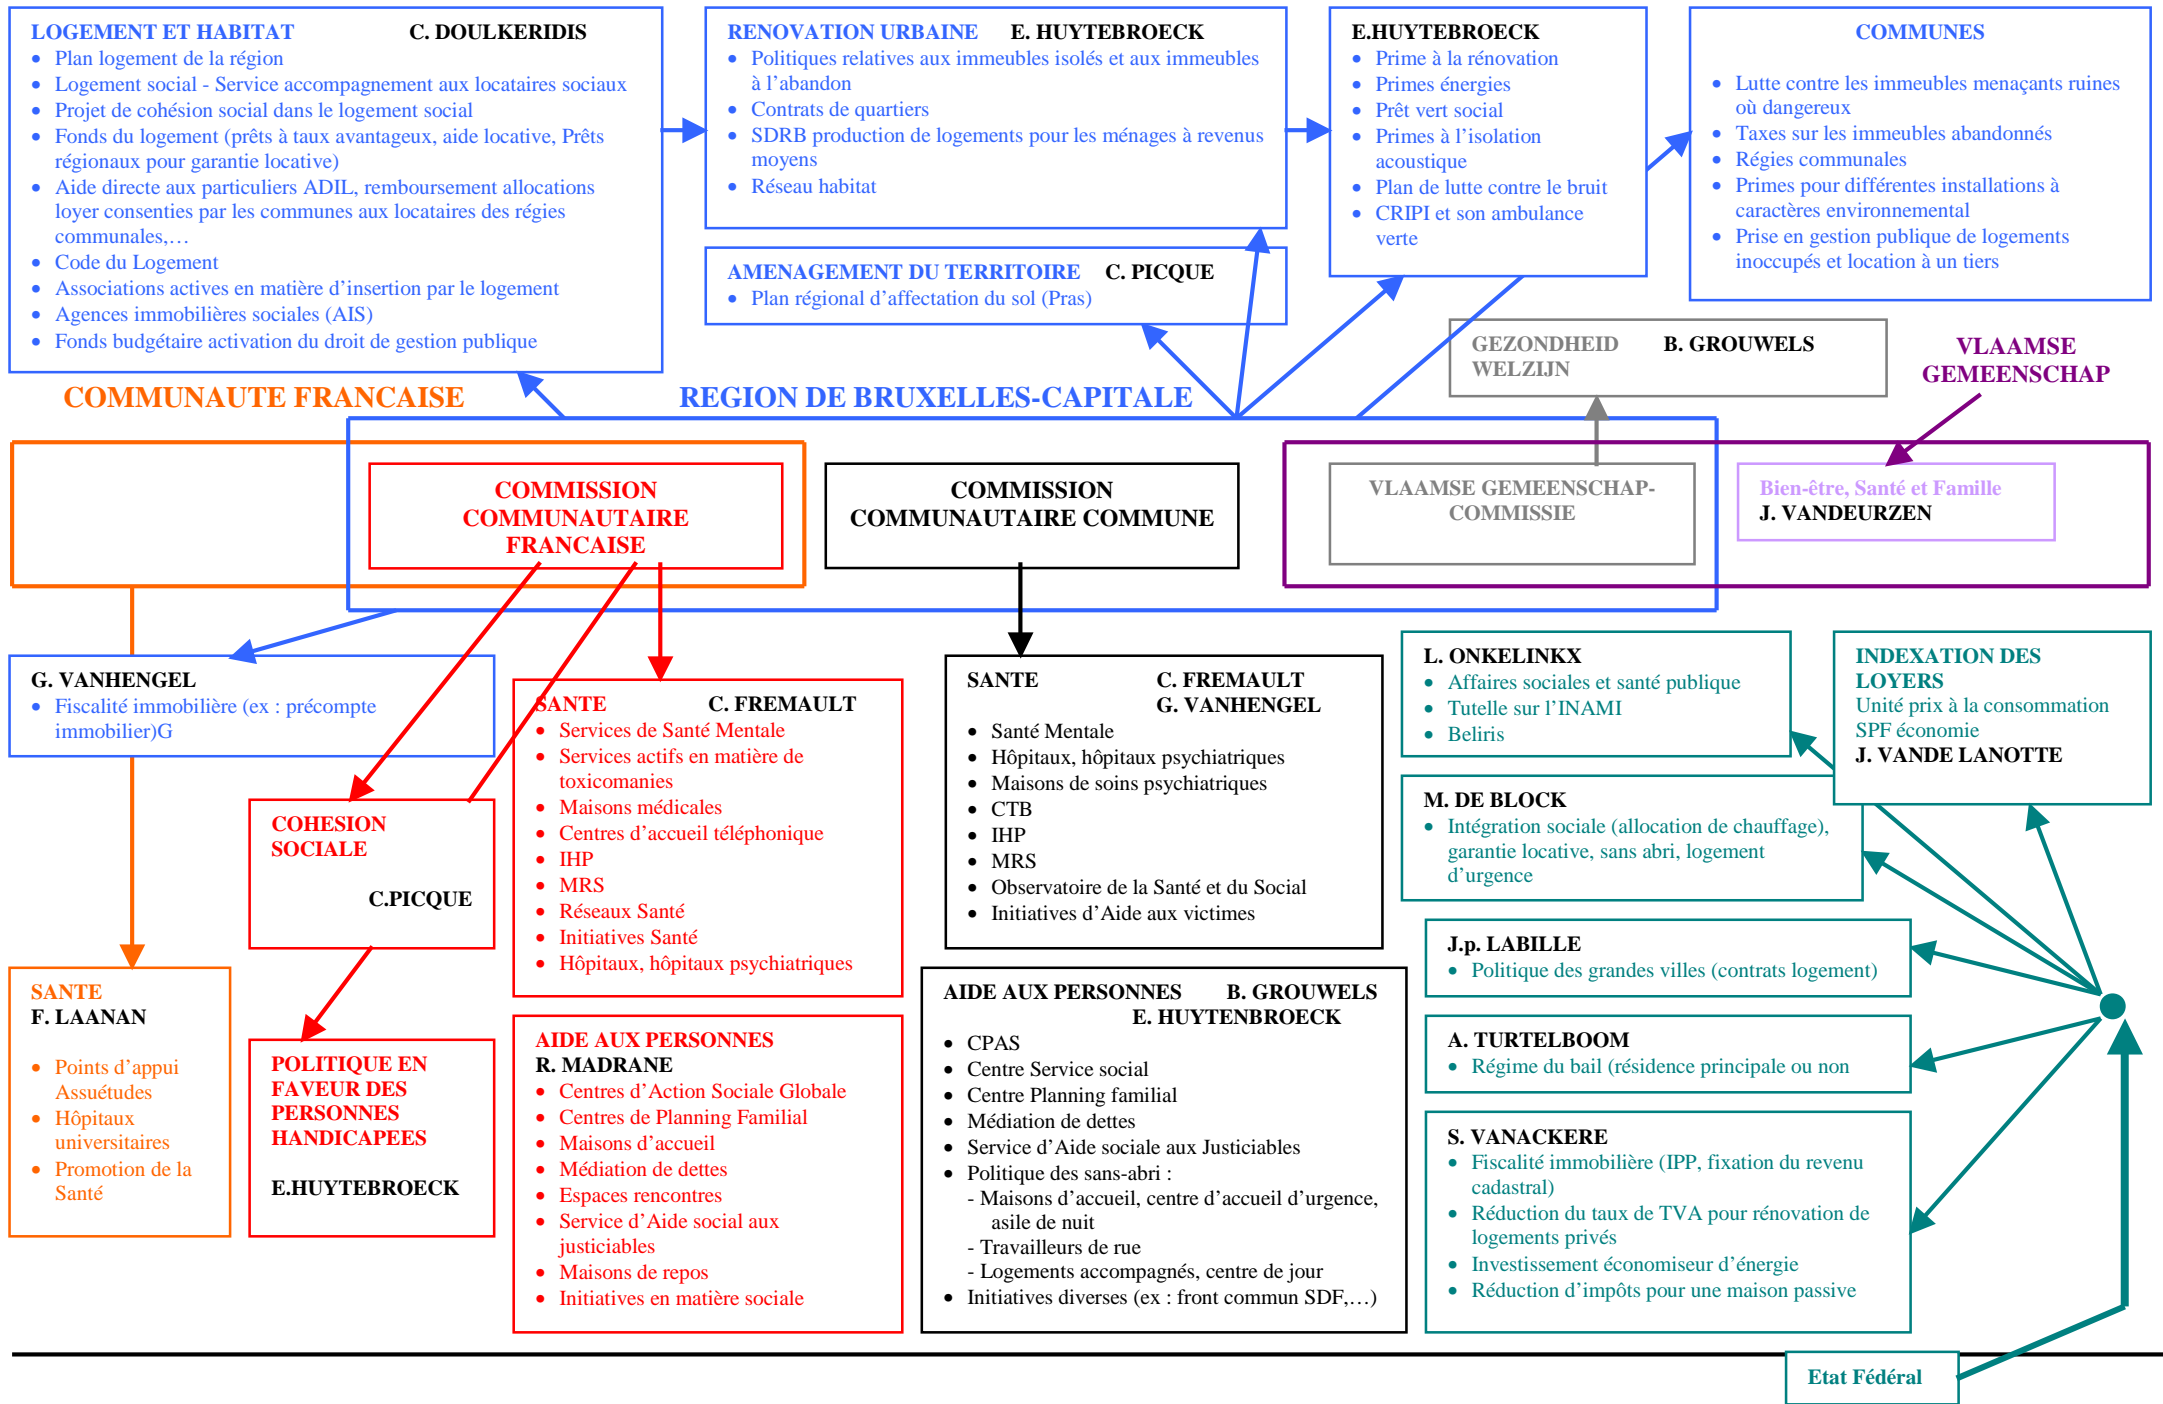 LOGEMENT ET HABITAT C. DOULKERIDIS
• Plan logement de la région
• Logement social - Service accompagnement aux locataires sociaux
• Projet de cohésion social dans le logement social
• Fonds du logement (prêts à taux avantageux, aide locative, Prêts
régionaux pour garantie locative)
• Aide directe aux particuliers ADIL, remboursement allocations
loyer consenties par les communes aux locataires des régies
communales,…
• Code du Logement
• Associations actives en matière d’insertion par le logement
• Agences immobilières sociales (AIS)
• Fonds budgétaire activation du droit de gestion publique
RENOVATION URBAINE E. HUYTEBROECK
• Politiques relatives aux immeubles isolés et aux immeubles
à l’abandon
• Contrats de quartiers
• SDRB production de logements pour les ménages à revenus
moyens
• Réseau habitat
AMENAGEMENT DU TERRITOIRE C. PICQUE
• Plan régional d’affectation du sol (Pras)
E.HUYTEBROECK
• Prime à la rénovation
• Primes énergies
• Prêt vert social
• Primes à l’isolation
acoustique
• Plan de lutte contre le bruit
• CRIPI et son ambulance
verte
COMMUNES
• Lutte contre les immeubles menaçants ruines
où dangereux
• Taxes sur les immeubles abandonnés
• Régies communales
• Primes pour différentes installations à
caractères environnemental
• Prise en gestion publique de logements
inoccupés et location à un tiers
GEZONDHEID B. GROUWELS
WELZIJN
VLAAMSE
GEMEENSCHAP
COMMUNAUTE FRANCAISE
REGION DE BRUXELLES-CAPITALE
COMMISSION
COMMUNAUTAIRE
FRANCAISE
COMMISSION
COMMUNAUTAIRE COMMUNE
VLAAMSE GEMEENSCHAP-
COMMISSIE
Bien-être, Santé et Famille
J. VANDEURZEN
G. VANHENGEL
• Fiscalité immobilière (ex : précompte
immobilier)G
COHESION
SOCIALE
C.PICQUE
SANTE
F. LAANAN
• Points d’appui
Assuétudes
• Hôpitaux
universitaires
• Promotion de la
Santé
POLITIQUE EN
FAVEUR DES
PERSONNES
HANDICAPEES
E.HUYTEBROECK
SANTE C. FREMAULT
• Services de Santé Mentale
• Services actifs en matière de
toxicomanies
• Maisons médicales
• Centres d’accueil téléphonique
• IHP
• MRS
• Réseaux Santé
• Initiatives Santé
• Hôpitaux, hôpitaux psychiatriques
AIDE AUX PERSONNES
R. MADRANE
• Centres d’Action Sociale Globale
• Centres de Planning Familial
• Maisons d’accueil
• Médiation de dettes
• Espaces rencontres
• Service d’Aide social aux
justiciables
• Maisons de repos
• Initiatives en matière sociale
SANTE C. FREMAULT
G. VANHENGEL
• Santé Mentale
• Hôpitaux, hôpitaux psychiatriques
• Maisons de soins psychiatriques
• CTB
• IHP
• MRS
• Observatoire de la Santé et du Social
• Initiatives d’Aide aux victimes
AIDE AUX PERSONNES B. GROUWELS
E. HUYTENBROECK
• CPAS
• Centre Service social
• Centre Planning familial
• Médiation de dettes
• Service d’Aide sociale aux Justiciables
• Politique des sans-abri :
- Maisons d’accueil, centre d’accueil d’urgence,
asile de nuit
- Travailleurs de rue
- Logements accompagnés, centre de jour
• Initiatives diverses (ex : front commun SDF,…)
L. ONKELINKX
• Affaires sociales et santé publique
• Tutelle sur l’INAMI
• Beliris
INDEXATION DES
LOYERS
Unité prix à la consommation
SPF économie
J. VANDE LANOTTE
M. DE BLOCK
• Intégration sociale (allocation de chauffage),
garantie locative, sans abri, logement
d’urgence
J.p. LABILLE
• Politique des grandes villes (contrats logement)
A. TURTELBOOM
• Régime du bail (résidence principale ou non
S. VANACKERE
• Fiscalité immobilière (IPP, fixation du revenu
cadastral)
• Réduction du taux de TVA pour rénovation de
logements privés
• Investissement économiseur d’énergie
• Réduction d’impôts pour une maison passive
Etat Fédéral